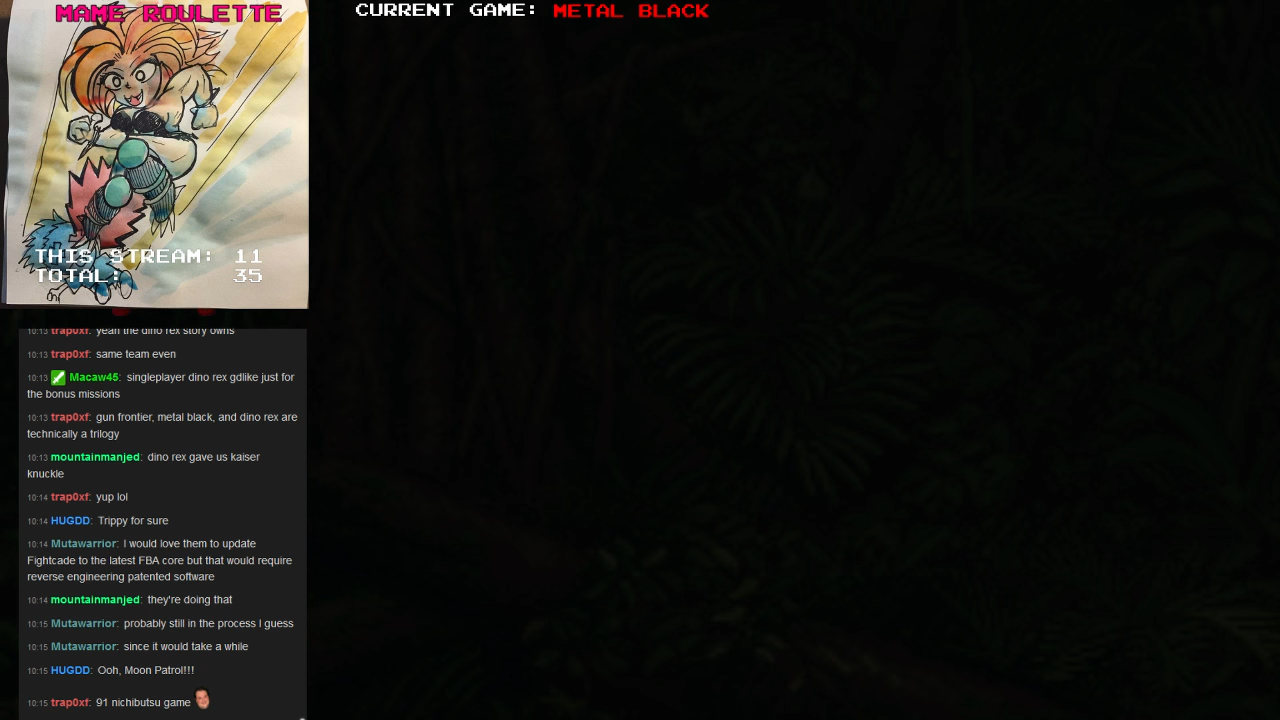 MAME ROULETTE
CURRENT GAME: METAL BLACK
THIS STREAM: 11
TOTAL: 35
10:13 trap0xf: yeah the dino rex story owns
10:13 trap0xf: same team even
10:13 Macaw45: singleplayer dino rex gdlike just for
the bonus missions
10:13 trap0xf: gun frontier, metal black, and dino rex are
technically a trilogy
10:13 mountainmanjed: dino rex gave us kaiser
knuckle
10:14 trap0xf: yup lol
10:14 HUGDD: Trippy for sure
10:14 Mutawarrior: I would love them to update
Fightcade to the latest FBA core but that would require
reverse engineering patented software
10:14 mountainmanjed: they're doing that
10:15 Mutawarrior: probably still in the process I guess
10:15 Mutawarrior: since it would take a while
10:15 HUGDD: Ooh, Moon Patrol!!!
10:15 trap0xf: 91 nichibutsu game